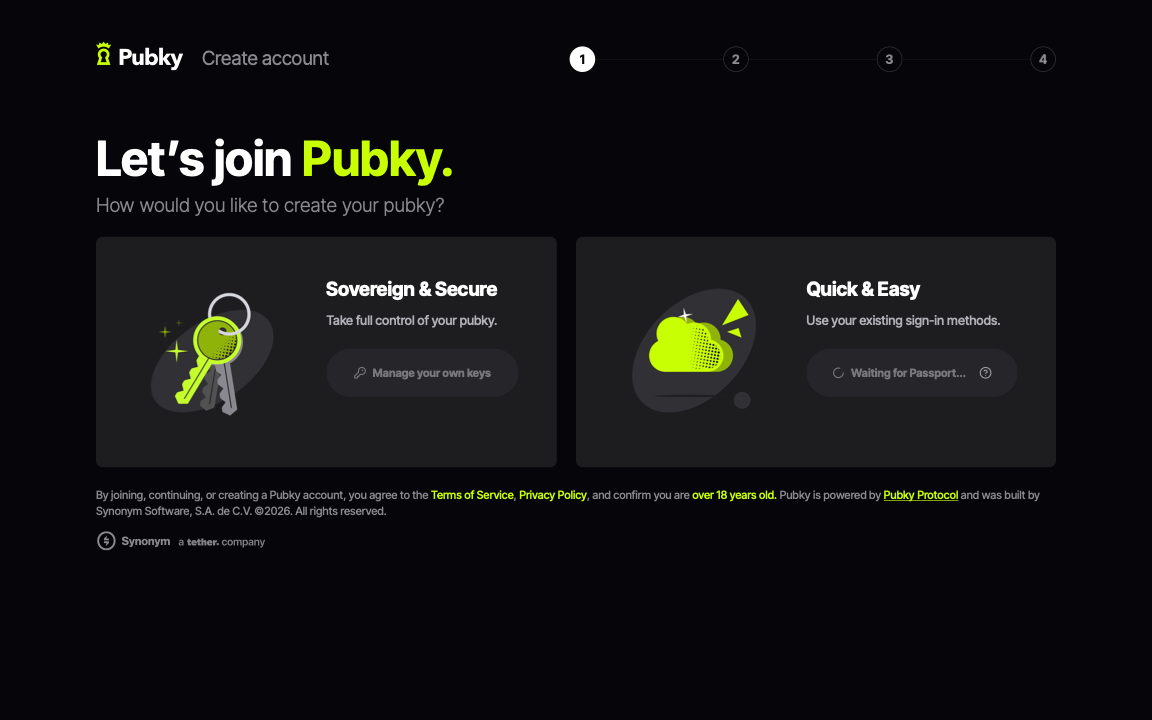 Pubky Create account 1 2 3 4
Let’s join Pubky.
How would you like to create your pubky?
Sovereign & Secure
Take full control of your pubky.
Manage your own keys
Quick & Easy
Use your existing sign-in methods.
Waiting for Passport...
By joining, continuing, or creating a Pubky account, you agree to the Terms of Service, Privacy Policy, and confirm you are over 18 years old. Pubky is powered by Pubky Protocol and was built by
Synonym Software, S.A. de C.V. ©2026. All rights reserved.
Synonym a tether. company